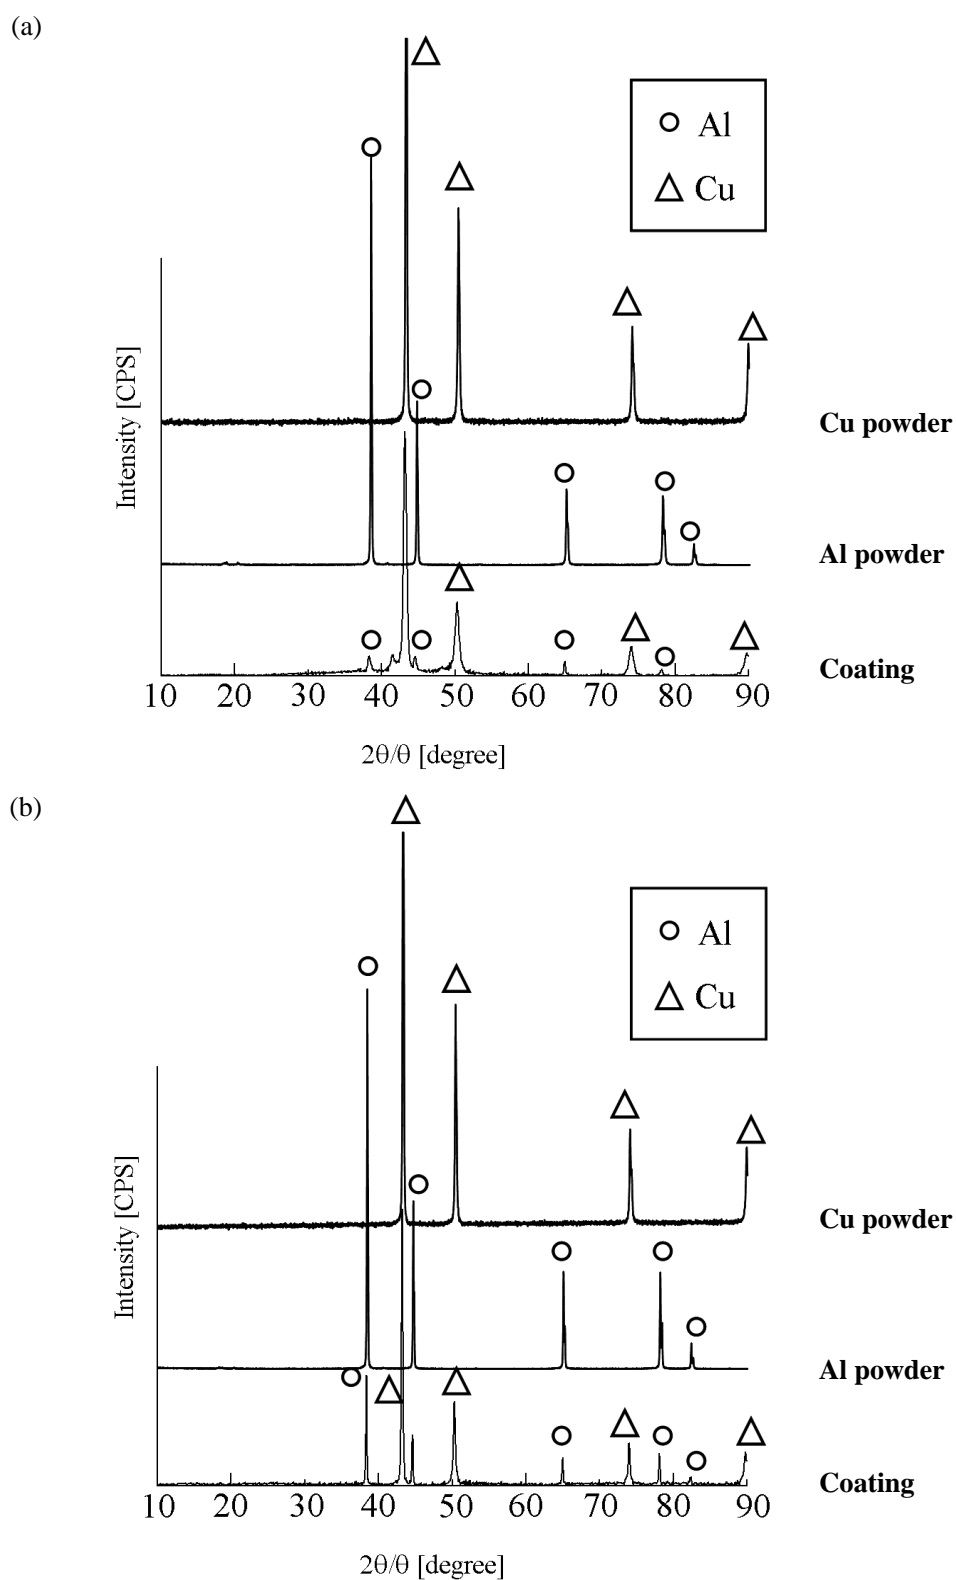 (a)
Al
Cu
Intensity [CPS]
Cu powder
Al powder
Coating
10 20 30 40 50 60 70 80 90
2θ/θ [degree]
(b)
Al
Cu
Intensity [CPS]
Cu powder
Al powder
Coating
10 20 30 40 50 60 70 80 90
2θ/θ [degree]